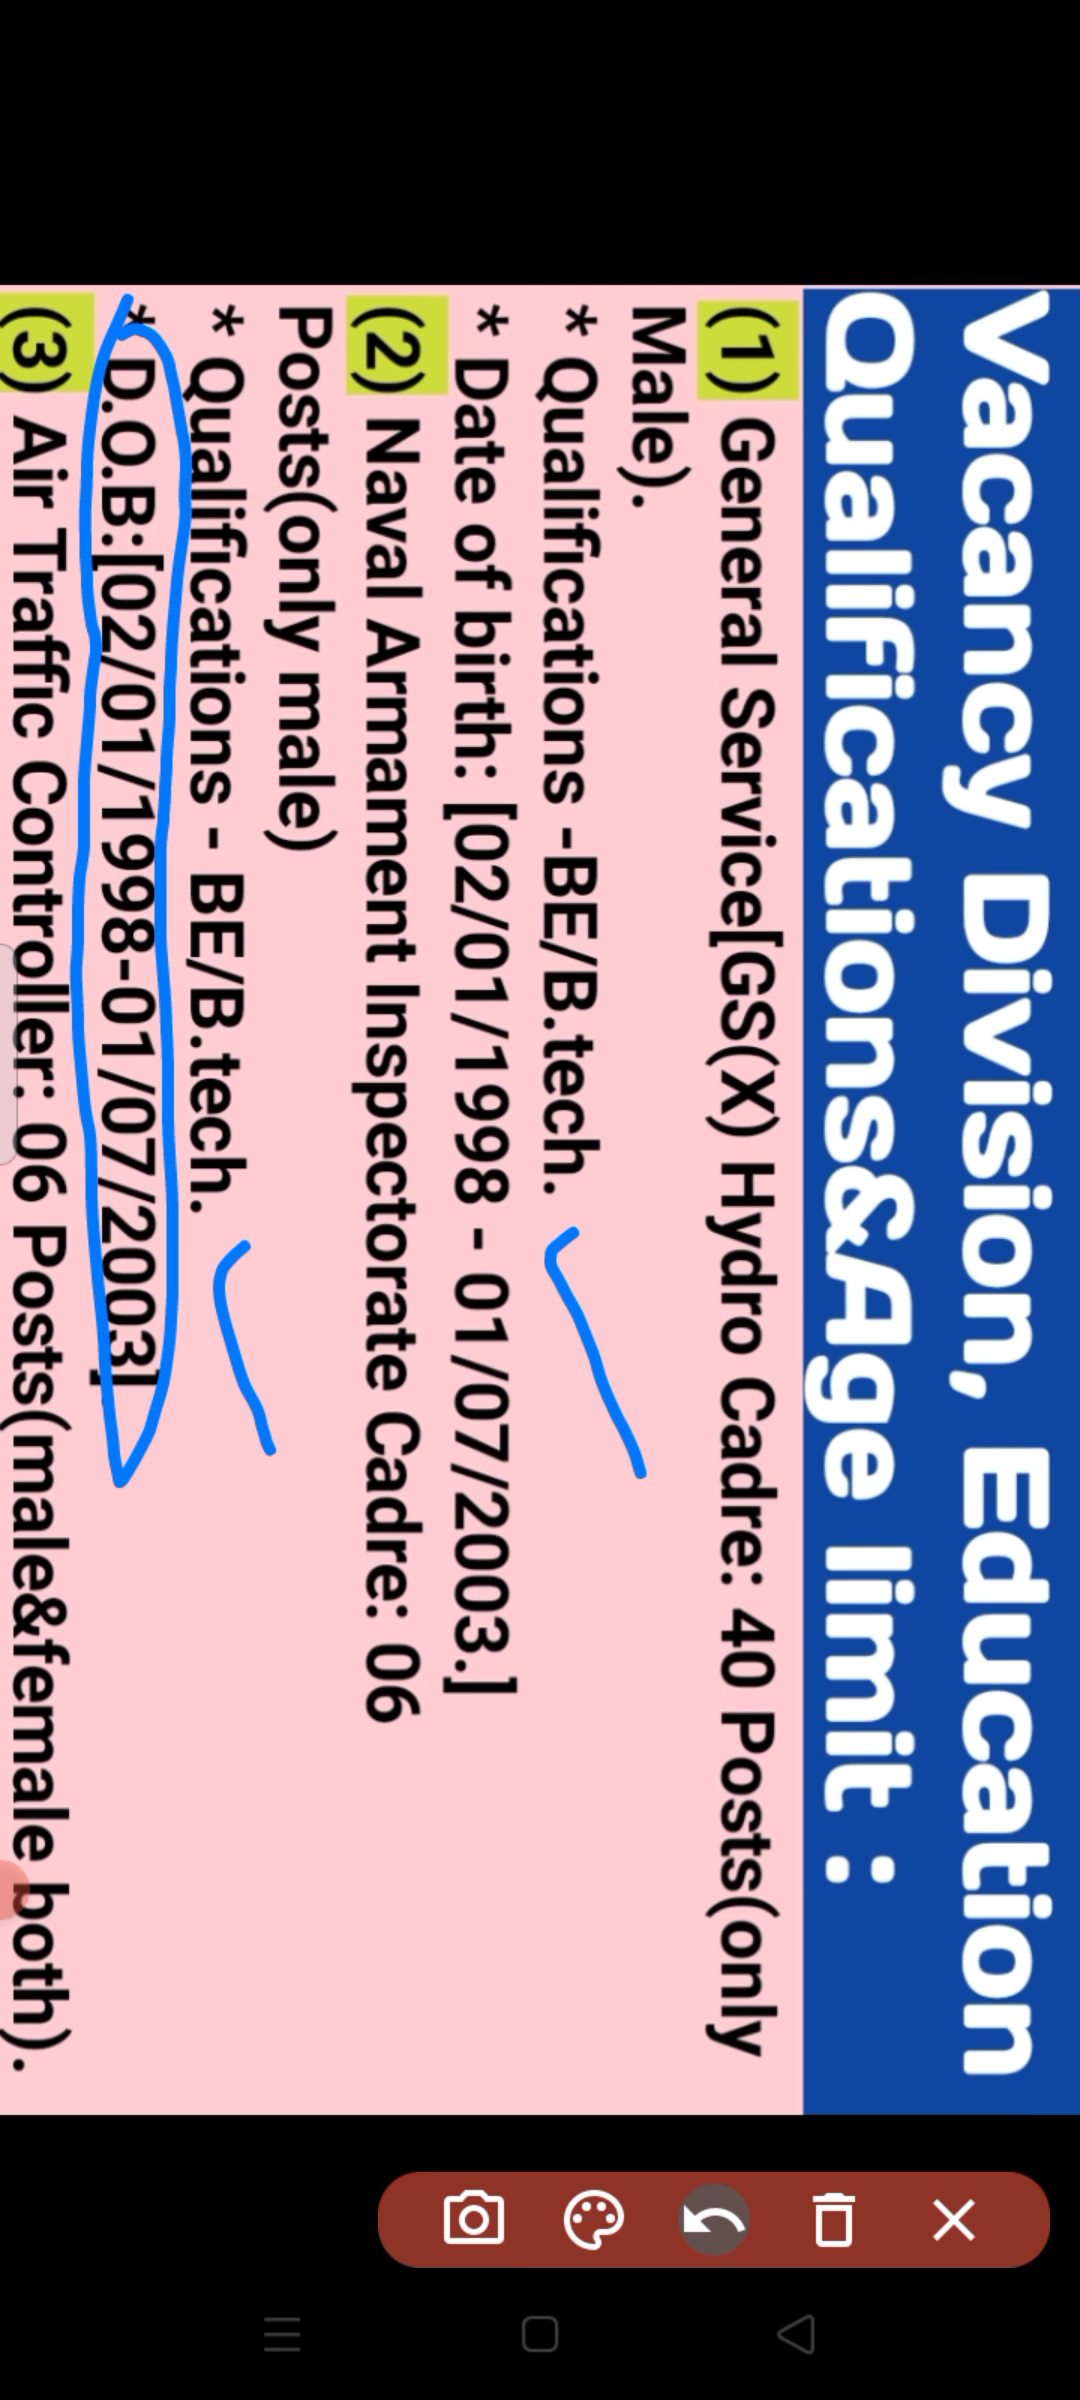 Vacancy Division, Education
Qualifications&Age limit :
(1) General Service[GS(X) Hydro Cadre: 40 Posts(only
Male).
* Qualifications -BE/B.tech.
* Date of birth: [02/01/1998 - 01/07/2003.]
(2) Naval Armament Inspectorate Cadre: 06
Posts(only male)
* Qualifications - BE/B.tech.
* D.O.B:[02/01/1998-01/07/2003]
(3) Air Traffic Controller: 06 Posts(male&female both).